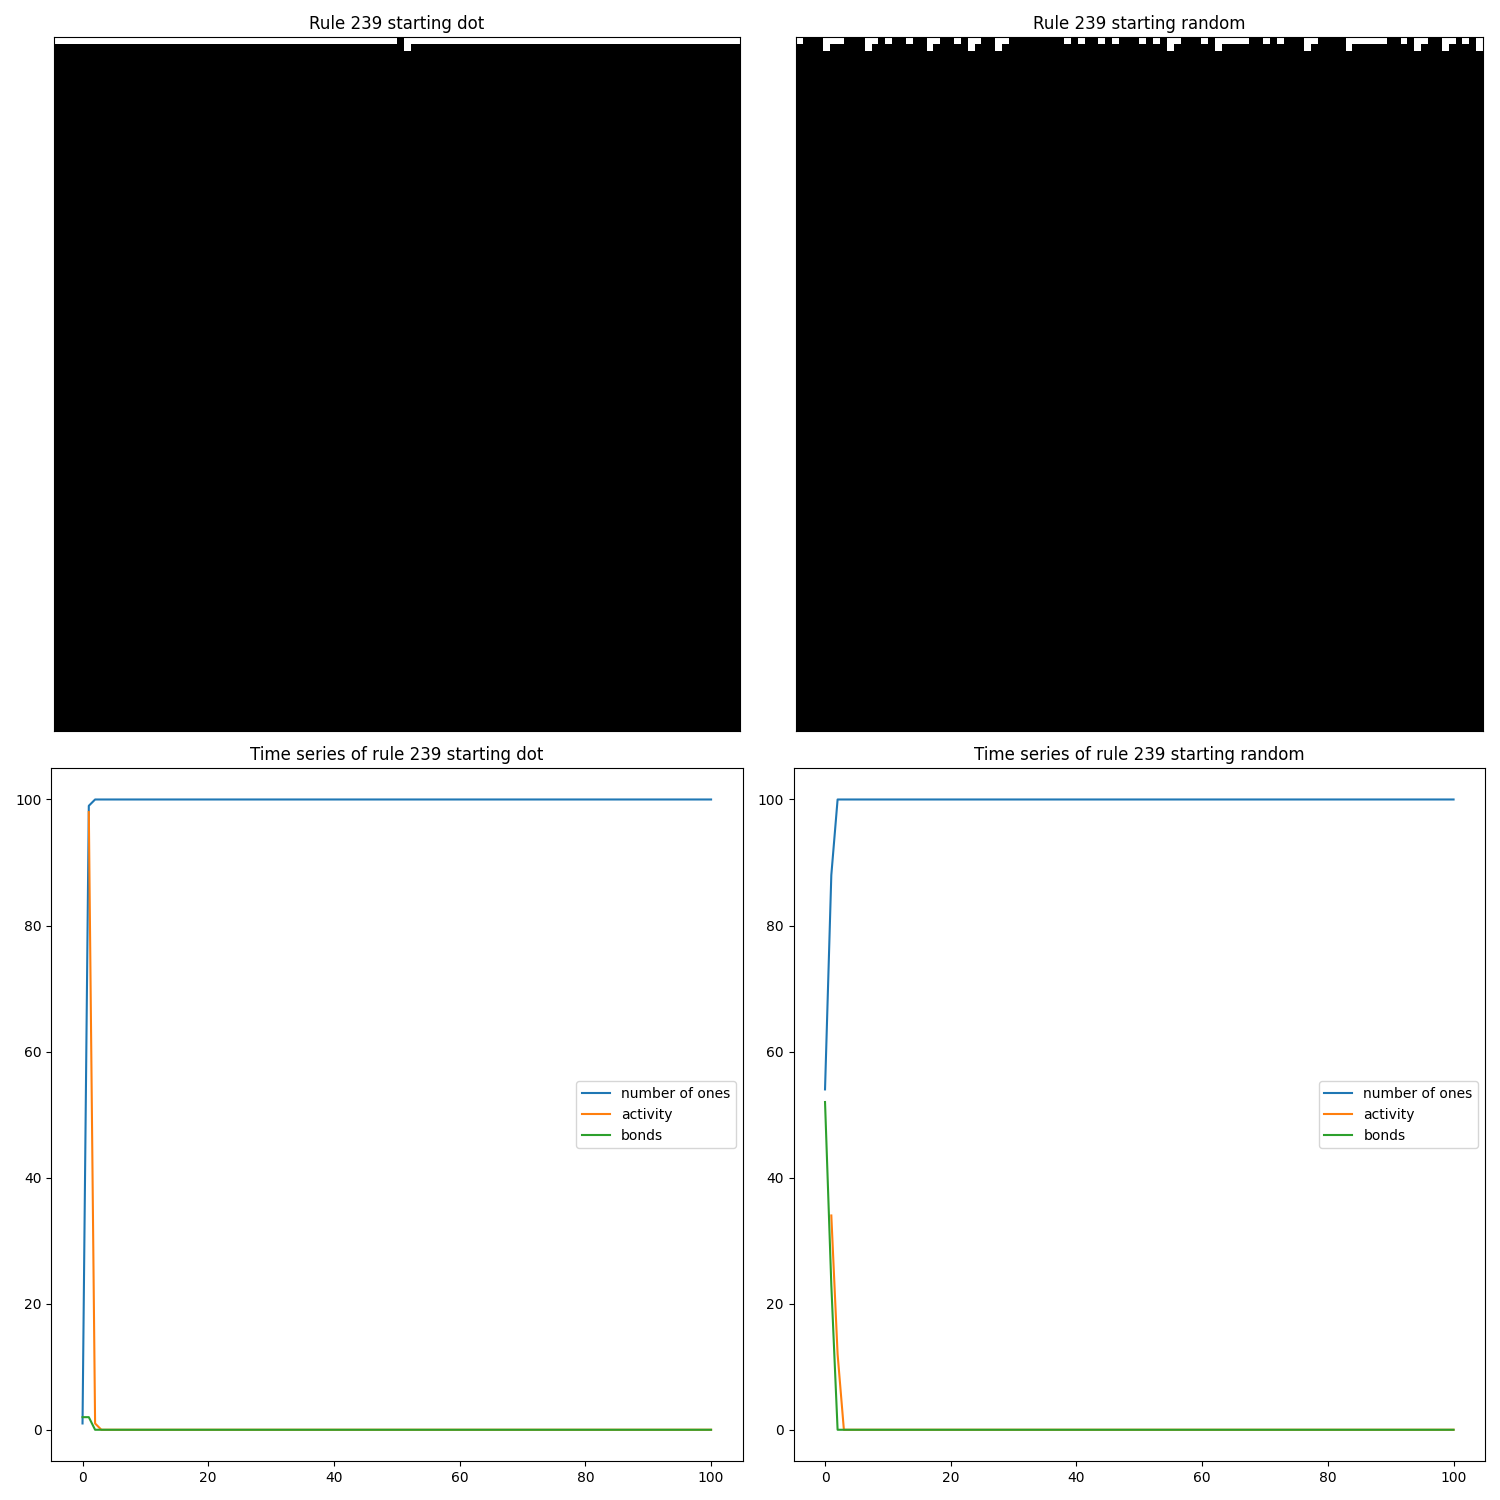 Rule 239 starting dot
Rule 239 starting random
Time series of rule 239 starting dot
100
80
60
40
20
0
number of ones
activity
bonds
0 20 40 60 80 100
Time series of rule 239 starting random
100
80
60
40
20
0
number of ones
activity
bonds
0 20 40 60 80 100